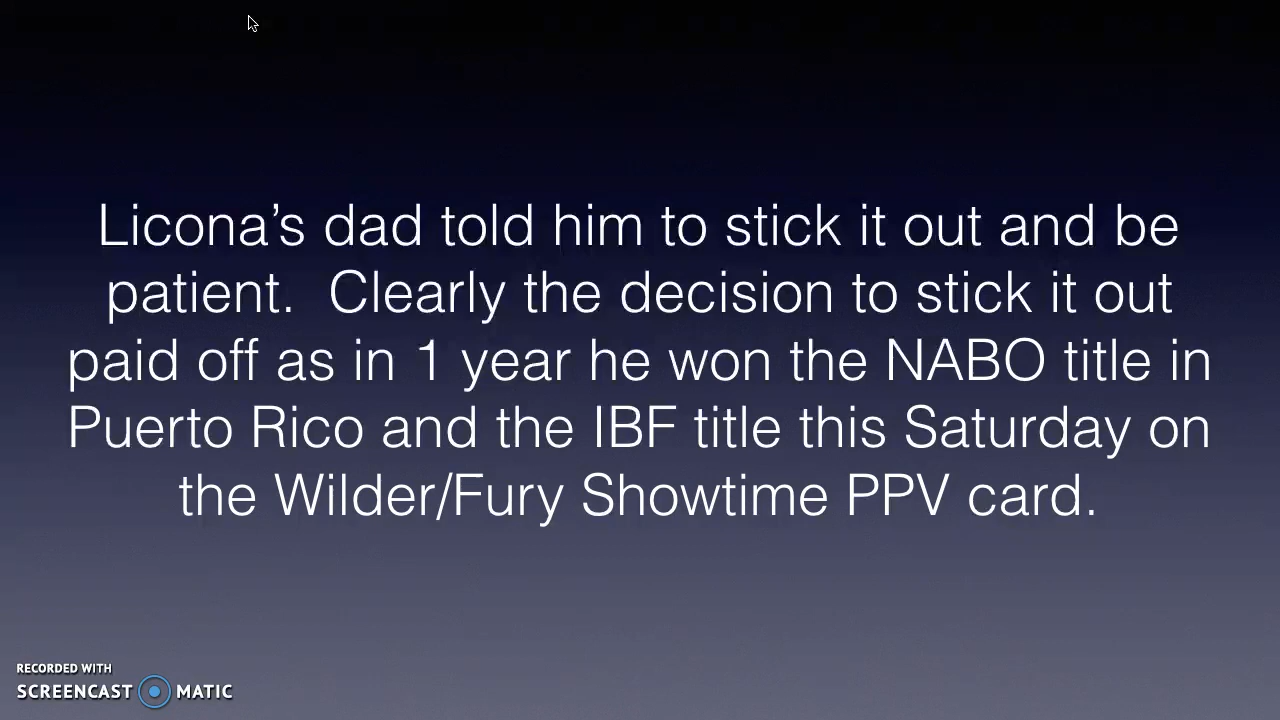 Licona’s dad told him to stick it out and be
patient.  Clearly the decision to stick it out
paid off as in 1 year he won the NABO title in
Puerto Rico and the IBF title this Saturday on
the Wilder/Fury Showtime PPV card.
RECORDED WITH
SCREENCAST MATIC